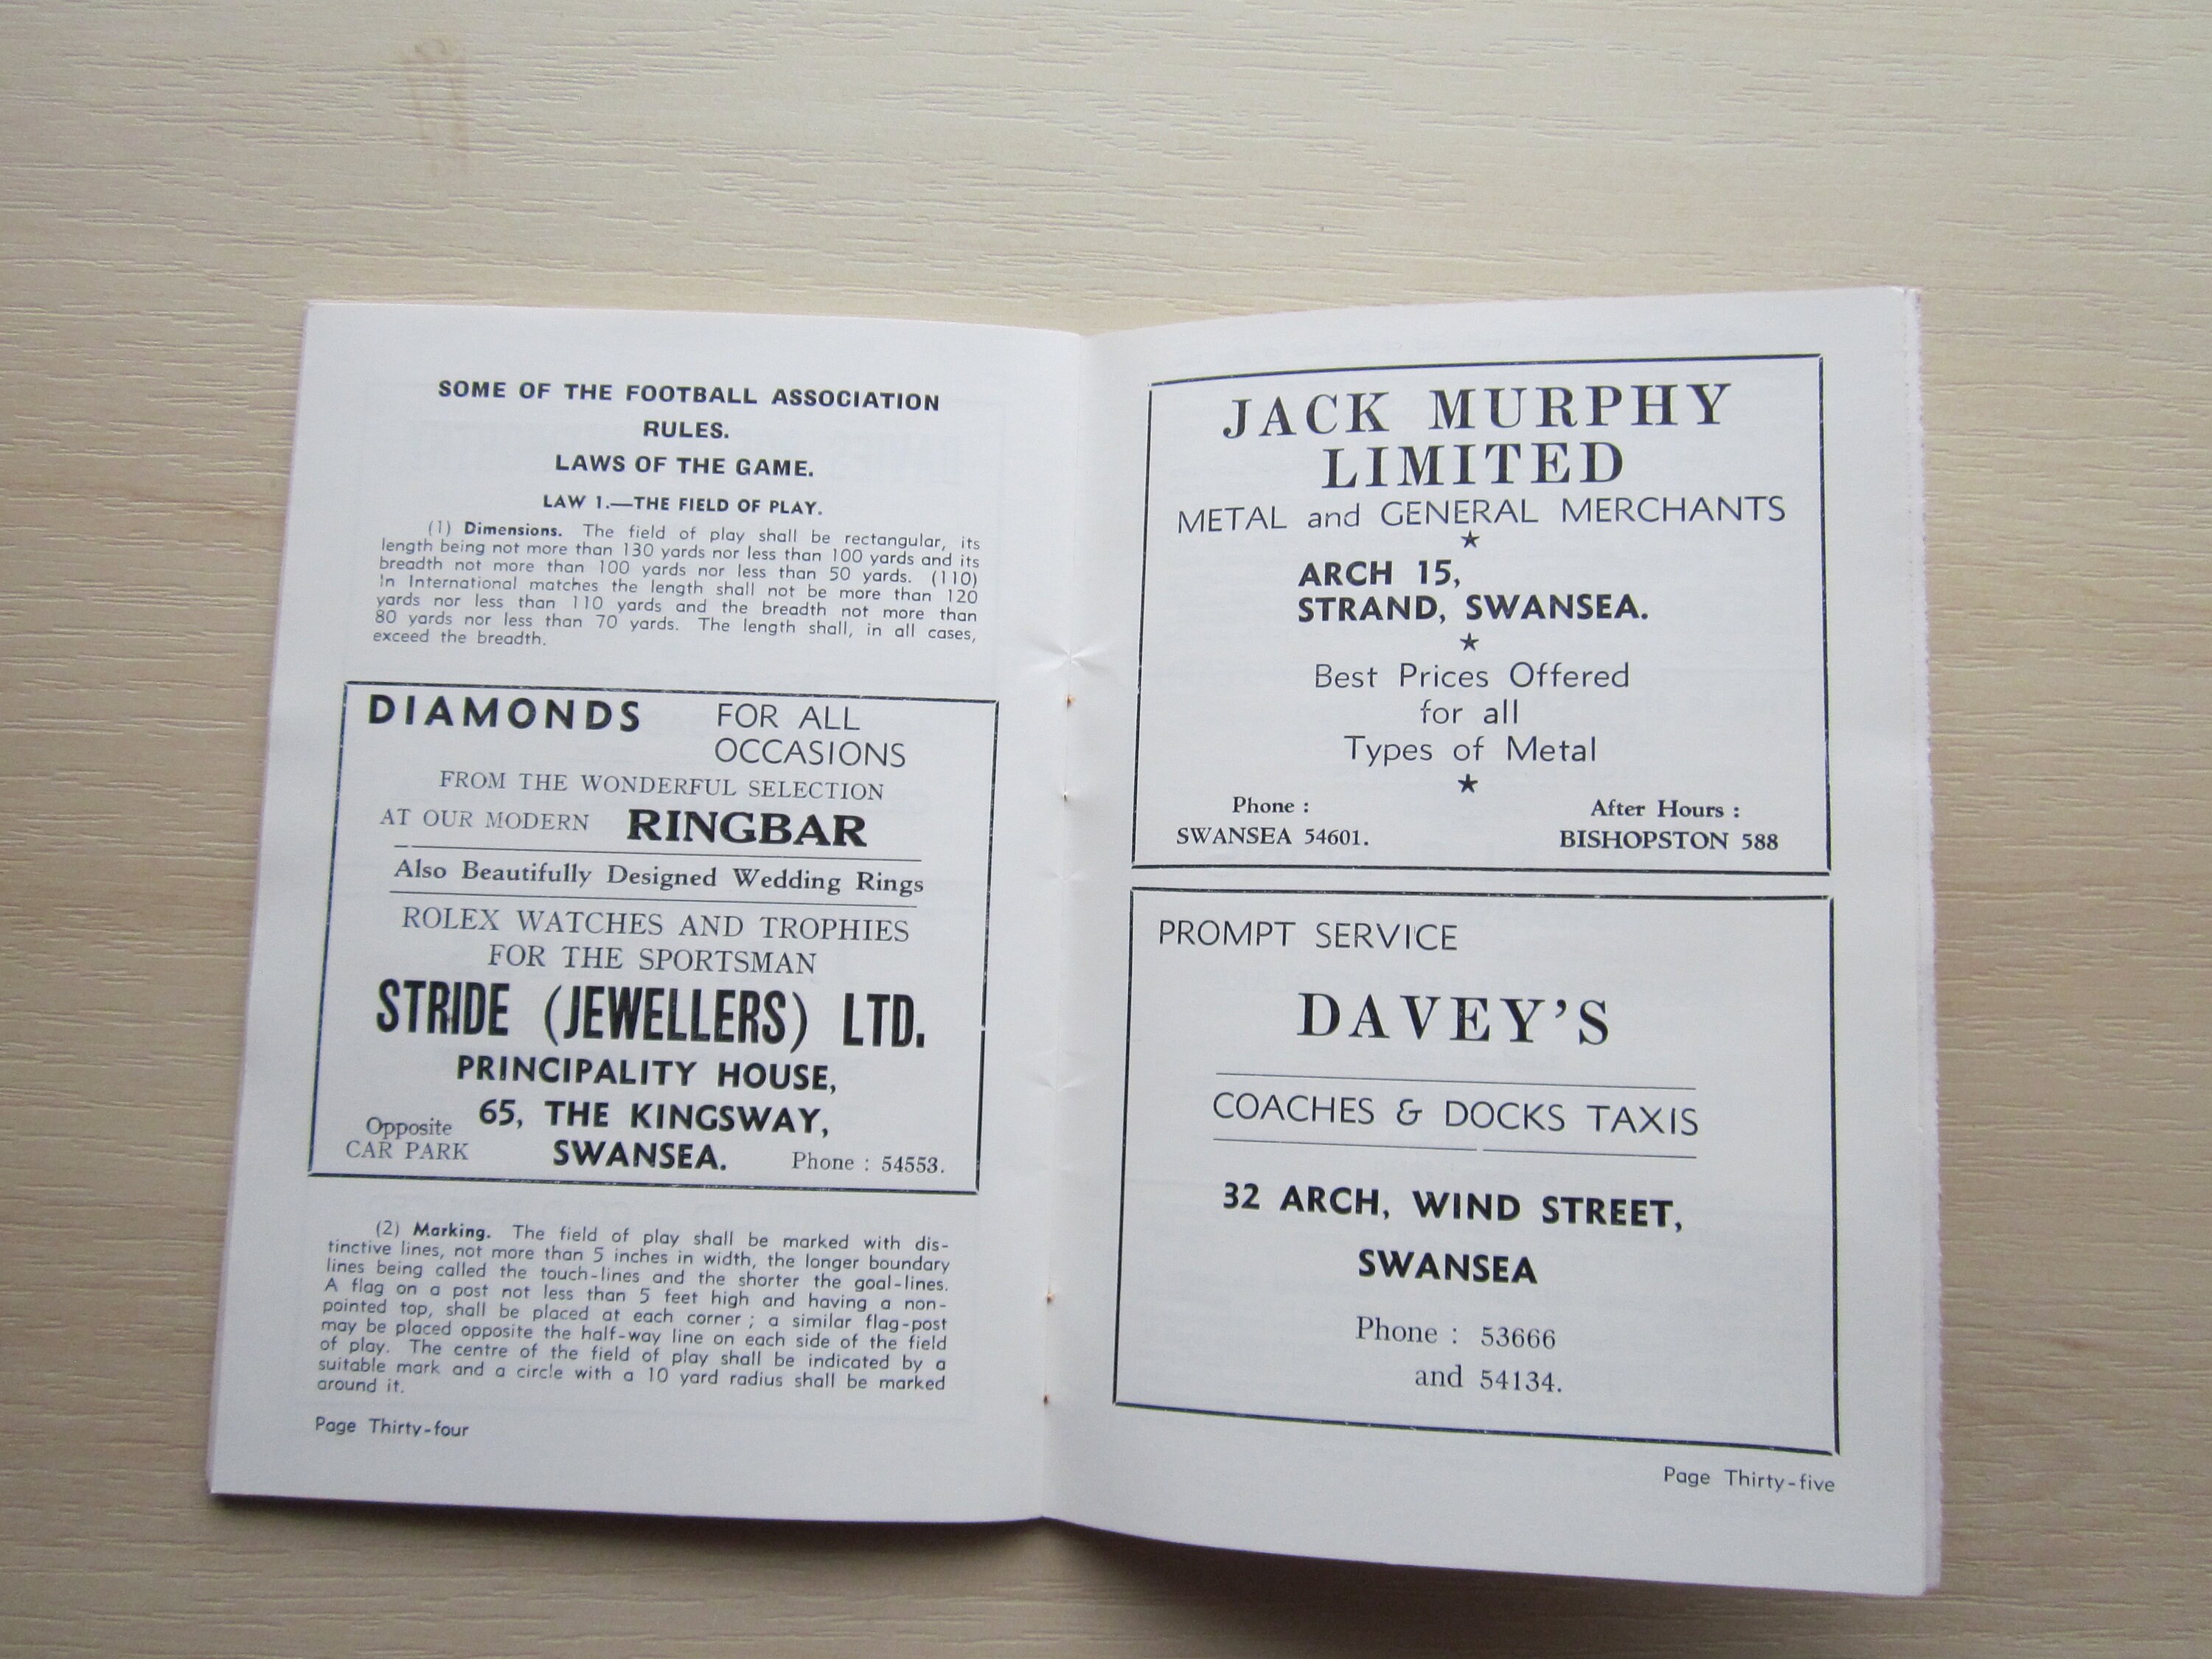 SOME OF THE FOOTBALL ASSOCIATION
RULES.
LAWS OF THE GAME.
LAW 1.—THE FIELD OF PLAY.
(1) Dimensions. The field of play shall be rectangular, its
length being not more than 130 yards nor less than 100 yards and its
breadth not more than 100 yards nor less than 50 yards. (110)
In International matches the length shall not be more than 120
yards nor less than 110 yards and the breadth not more than
80 yards nor less than 70 yards. The length shall, in all cases,
exceed the breadth.
DIAMONDS FOR ALL
OCCASIONS
FROM THE WONDERFUL SELECTION
AT OUR MODERN RINGBAR
Also Beautifully Designed Wedding Rings
ROLEX WATCHES AND TROPHIES
FOR THE SPORTSMAN
STRIDE (JEWELLERS) LTD.
PRINCIPALITY HOUSE,
65, THE KINGSWAY,
Opposite
CAR PARK
SWANSEA. Phone : 54553.
(2) Marking. The field of play shall be marked with dis-
tinctive lines, not more than 5 inches in width, the longer boundary
lines being called the touch-lines and the shorter the goal-lines.
A flag on a post not less than 5 feet high and having a non-
pointed top, shall be placed at each corner ; a similar flag-post
may be placed opposite the half-way line on each side of the field
of play. The centre of the field of play shall be indicated by a
suitable mark and a circle with a 10 yard radius shall be marked
around it.
Page Thirty-four
JACK MURPHY
LIMITED
METAL and GENERAL MERCHANTS
★
ARCH 15,
STRAND, SWANSEA.
★
Best Prices Offered
for all
Types of Metal
★
Phone : After Hours :
SWANSEA 54601. BISHOPSTON 588
PROMPT SERVICE
DAVEY'S
COACHES & DOCKS TAXIS
32 ARCH, WIND STREET,
SWANSEA
Phone : 53666
and 54134.
Page Thirty-five